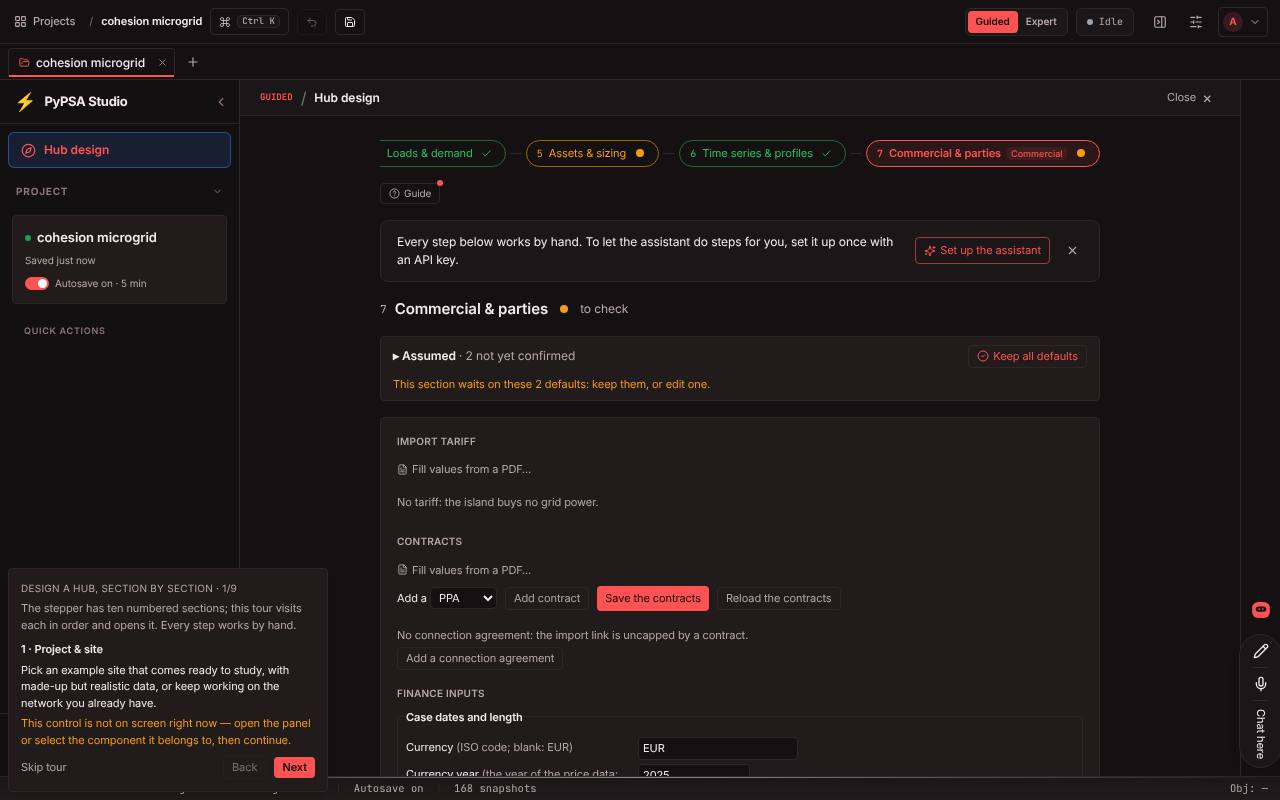 Projects / cohesion microgrid ⌘ Ctrl K Guided Expert Idle A
cohesion microgrid × +
⚡ PyPSA Studio
GUIDED / Hub design Close ×
Hub design
Loads & demand ✓ 5 Assets & sizing 6 Time series & profiles ✓ 7 Commercial & parties Commercial
PROJECT
Guide
cohesion microgrid
Saved just now
Autosave on · 5 min
QUICK ACTIONS
Every step below works by hand. To let the assistant do steps for you, set it up once with
an API key.
Set up the assistant ×
7 Commercial & parties to check
▸ Assumed · 2 not yet confirmed Keep all defaults
This section waits on these 2 defaults: keep them, or edit one.
IMPORT TARIFF
Fill values from a PDF...
No tariff: the island buys no grid power.
CONTRACTS
Fill values from a PDF...
Add a PPA Add contract Save the contracts Reload the contracts
No connection agreement: the import link is uncapped by a contract.
Add a connection agreement
FINANCE INPUTS
Case dates and length
Currency (ISO code; blank: EUR) EUR
Currency year (the year of the price data; 2025
DESIGN A HUB, SECTION BY SECTION · 1/9
The stepper has ten numbered sections; this tour visits
each in order and opens it. Every step works by hand.
1 · Project & site
Pick an example site that comes ready to study, with
made-up but realistic data, or keep working on the
network you already have.
This control is not on screen right now — open the panel
or select the component it belongs to, then continue.
Skip tour Back Next
Chat here
Autosave on 168 snapshots Obj: —